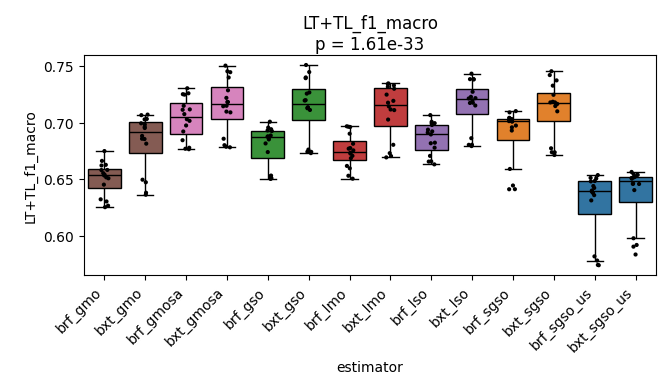 LT+TL_f1_macro
p = 1.61e-33
0.75
0.70
0.65
0.60
LT+TL_f1_macro
brf_gmo
bxt_gmo
brf_gmosa
bxt_gmosa
brf_gso
bxt_gso
brf_lmo
bxt_lmo
brf_lso
bxt_lso
brf_sgso
bxt_sgso
brf_sgso_us
bxt_sgso_us
estimator